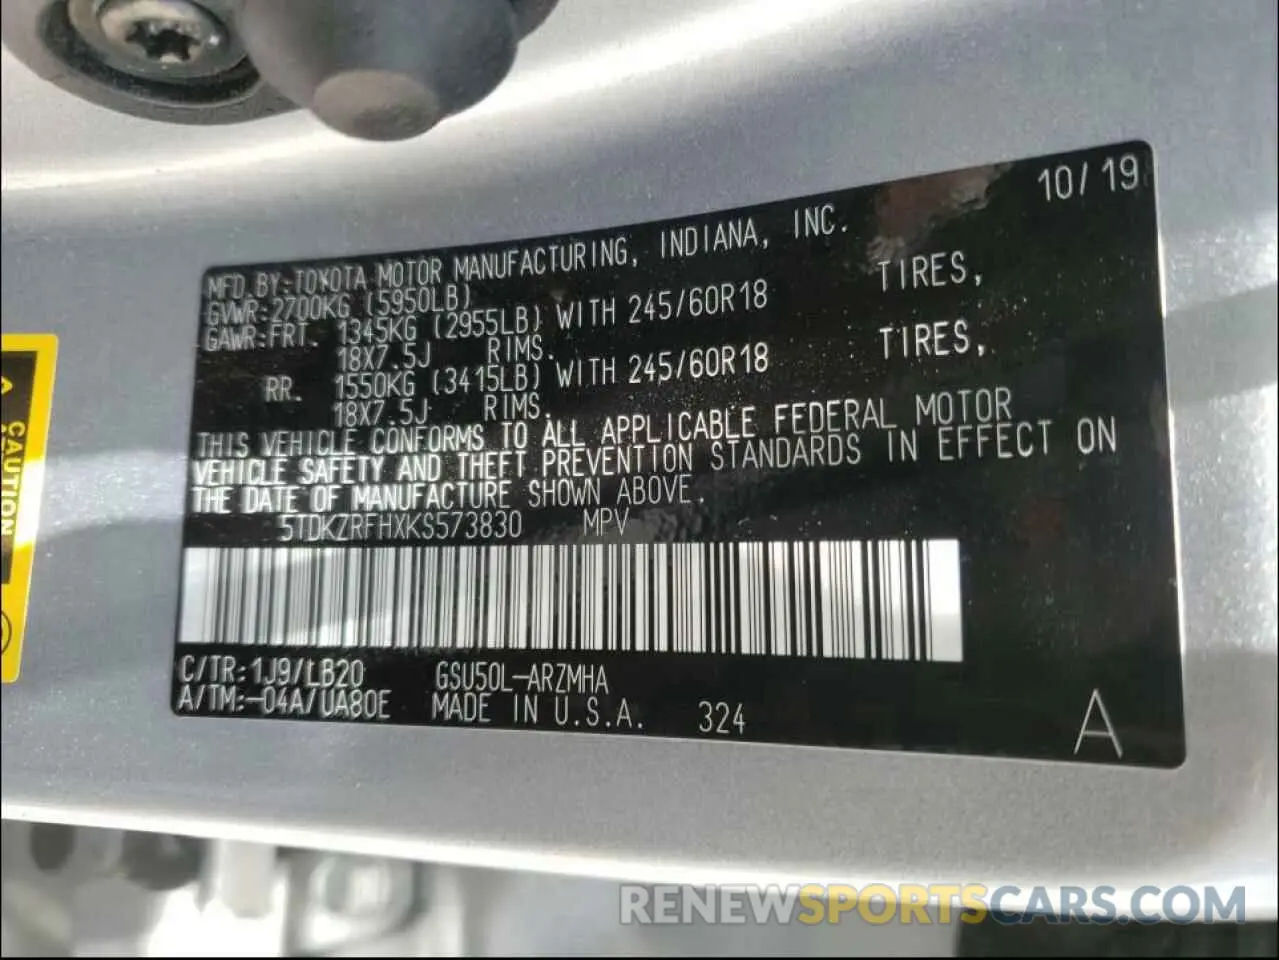 10/19
MFD.BY:TOYOTA MOTOR MANUFACTURING, INDIANA, INC.
GVWR:2700KG (5950LB)
GAWR:FRT. 1345KG (2955LB) WITH 245/60R18 TIRES,
18X7.5J RIMS.
RR. 1550KG (3415LB) WITH 245/60R18 TIRES,
18X7.5J RIMS.
THIS VEHICLE CONFORMS TO ALL APPLICABLE FEDERAL MOTOR
VEHICLE SAFETY AND THEFT PREVENTION STANDARDS IN EFFECT ON
THE DATE OF MANUFACTURE SHOWN ABOVE.
5TDKZRFHXKS573830 MPV
C/TR:1J9/LB20 GSU50L-ARZMHA
A/TM:-04A/UA80E MADE IN U.S.A. 324
A
CAUTION
RENEWSPORTSCARS.COM